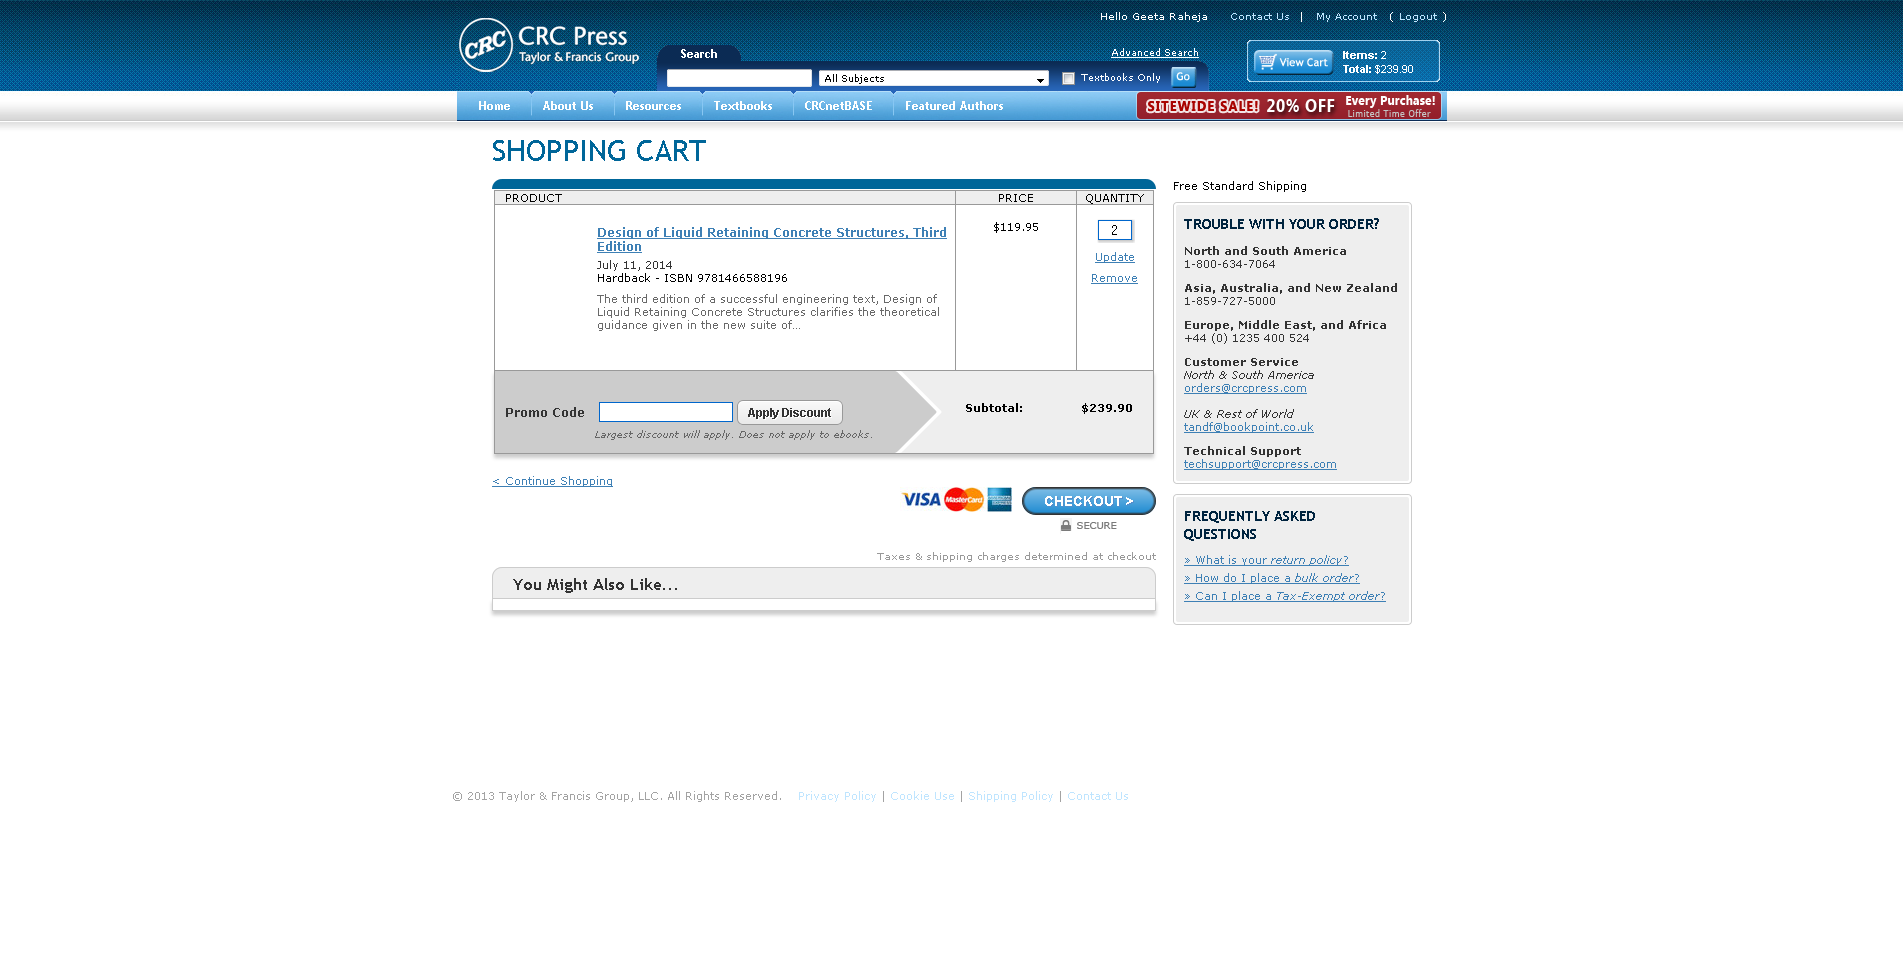 Hello Geeta Raheja Contact Us | My Account ( Logout )
CRC CRC Press
Taylor & Francis Group
Search
Advanced Search
View Cart
Items: 2
Total: $239.90
All Subjects
Textbooks Only
Go
Home About Us Resources Textbooks CRCnetBASE Featured Authors
SITEWIDE SALE! 20% OFF Every Purchase!
Limited Time Offer
SHOPPING CART
PRODUCT PRICE QUANTITY
Design of Liquid Retaining Concrete Structures, Third
Edition
July 11, 2014
Hardback - ISBN 9781466588196
The third edition of a successful engineering text, Design of
Liquid Retaining Concrete Structures clarifies the theoretical
guidance given in the new suite of...
$119.95
2
Update
Remove
Promo Code Apply Discount
Largest discount will apply. Does not apply to ebooks.
Subtotal: $239.90
< Continue Shopping
VISA MasterCard AMERICAN EXPRESS CHECKOUT >
SECURE
Taxes & shipping charges determined at checkout
You Might Also Like...
Free Standard Shipping
TROUBLE WITH YOUR ORDER?
North and South America
1-800-634-7064
Asia, Australia, and New Zealand
1-859-727-5000
Europe, Middle East, and Africa
+44 (0) 1235 400 524
Customer Service
North & South America
orders@crcpress.com
UK & Rest of World
tandf@bookpoint.co.uk
Technical Support
techsupport@crcpress.com
FREQUENTLY ASKED
QUESTIONS
» What is your return policy?
» How do I place a bulk order?
» Can I place a Tax-Exempt order?
© 2013 Taylor & Francis Group, LLC. All Rights Reserved. Privacy Policy | Cookie Use | Shipping Policy | Contact Us